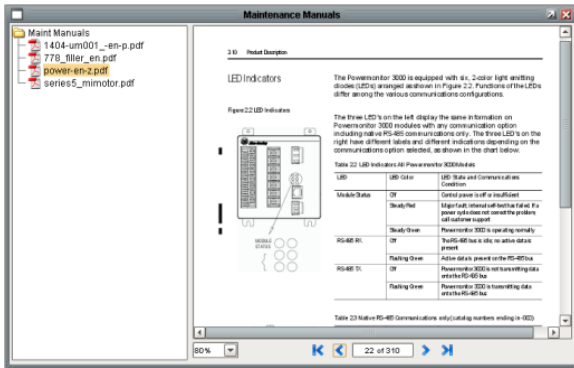 Maintenance Manuals
Maint Manuals
1404-um001_-en-p.pdf
778_filler_en.pdf
power-en-z.pdf
series5_mimotor.pdf
2-10 Product Description
LED Indicators
The Powermonitor 3000 is equipped with six, 2-color light emitting
diodes (LEDs) arranged as shown in Figure 2.2. Functions of the LEDs
differ among the various communications configurations.
Figure 2.2 LED Indicators
The three LED's on the left display the same information on
Powermonitor 3000 modules with any communication option
including native RS-485 communications only. The three LED's on the
right have different labels and different indications depending on the
communications option selected, as shown in the chart below.
Table 2.2 LED Indicators All Powermonitor 3000 Models
LED LED Color LED State and Communications
Condition
Module Status Off Control power is off or insufficient
Steady Red Major fault; internal self-test has failed. If a
power cycle does not correct the problem,
call customer support
Steady Green Powermonitor 3000 is operating normally
RS-485 RX Off The RS-485 bus is idle; no active data is
present
Flashing Green Active data is present on the RS-485 bus
RS-485 TX Off Powermonitor 3000 is not transmitting data
onto the RS-485 bus
Flashing Green Powermonitor 3000 is transmitting data
onto the RS-485 bus
MODULE
STATUS
Table 2.3 Native RS-485 Communications only (catalog numbers ending in -000)
80%
22 of 310